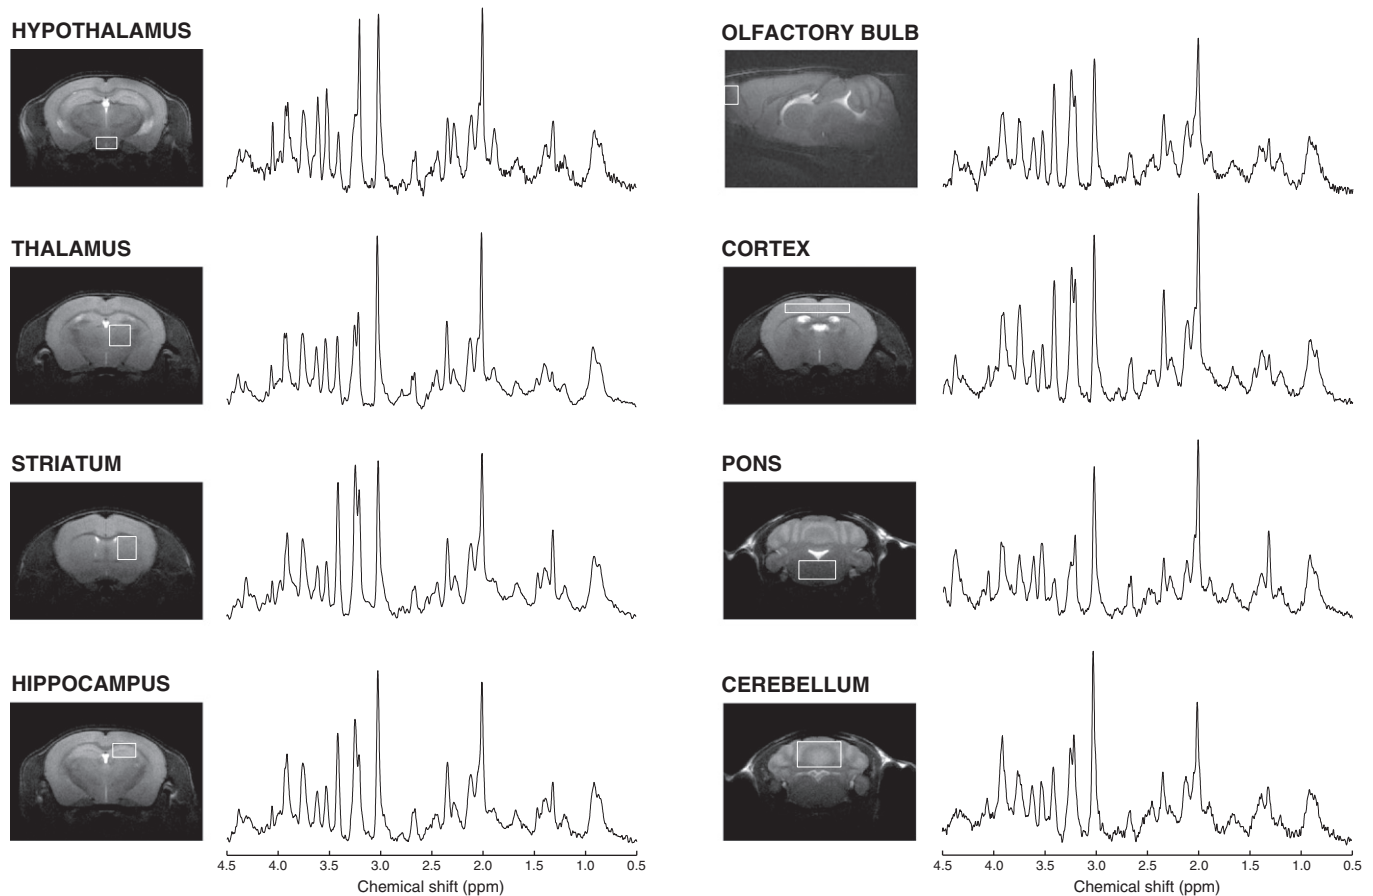 HYPOTHALAMUS
OLFACTORY BULB
THALAMUS
CORTEX
STRIATUM
PONS
HIPPOCAMPUS
CEREBELLUM
4.5 4.0 3.5 3.0 2.5 2.0 1.5 1.0 0.5
Chemical shift (ppm)
4.5 4.0 3.5 3.0 2.5 2.0 1.5 1.0 0.5
Chemical shift (ppm)